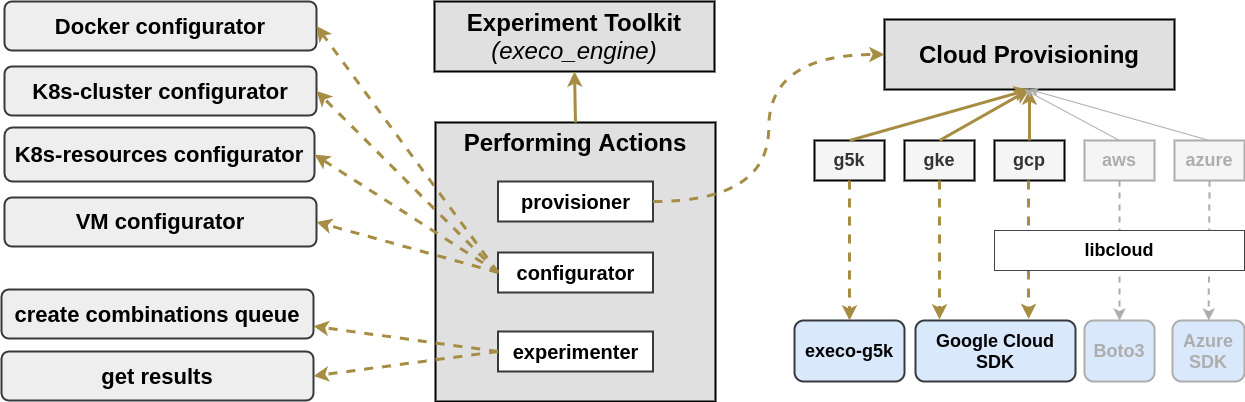 Docker configurator
K8s-cluster configurator
K8s-resources configurator
VM configurator
create combinations queue
get results
Experiment Toolkit
(execo_engine)
Performing Actions
provisioner
configurator
experimenter
Cloud Provisioning
g5k
gke
gcp
aws
azure
libcloud
execo-g5k
Google Cloud
SDK
Boto3
Azure
SDK